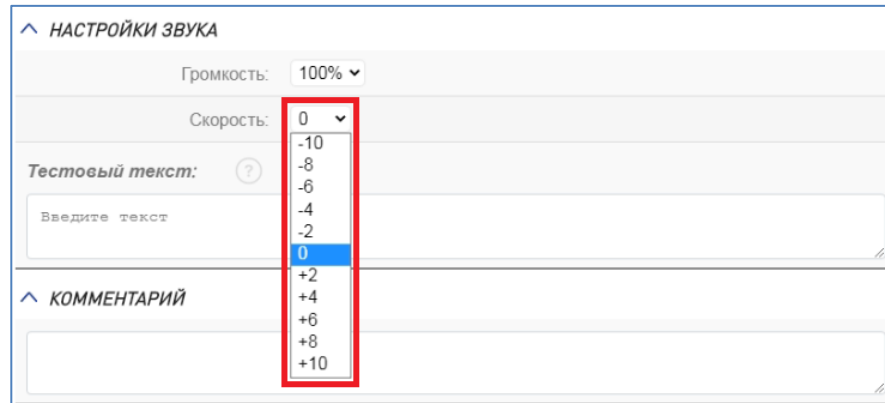 НАСТРОЙКИ ЗВУКА
Громкость: 100%
Скорость: 0
-10
-8
Тестовый текст: ?
-6
-4
Введите текст
-2
0
+2
+4
КОММЕНТАРИЙ
+6
+8
+10